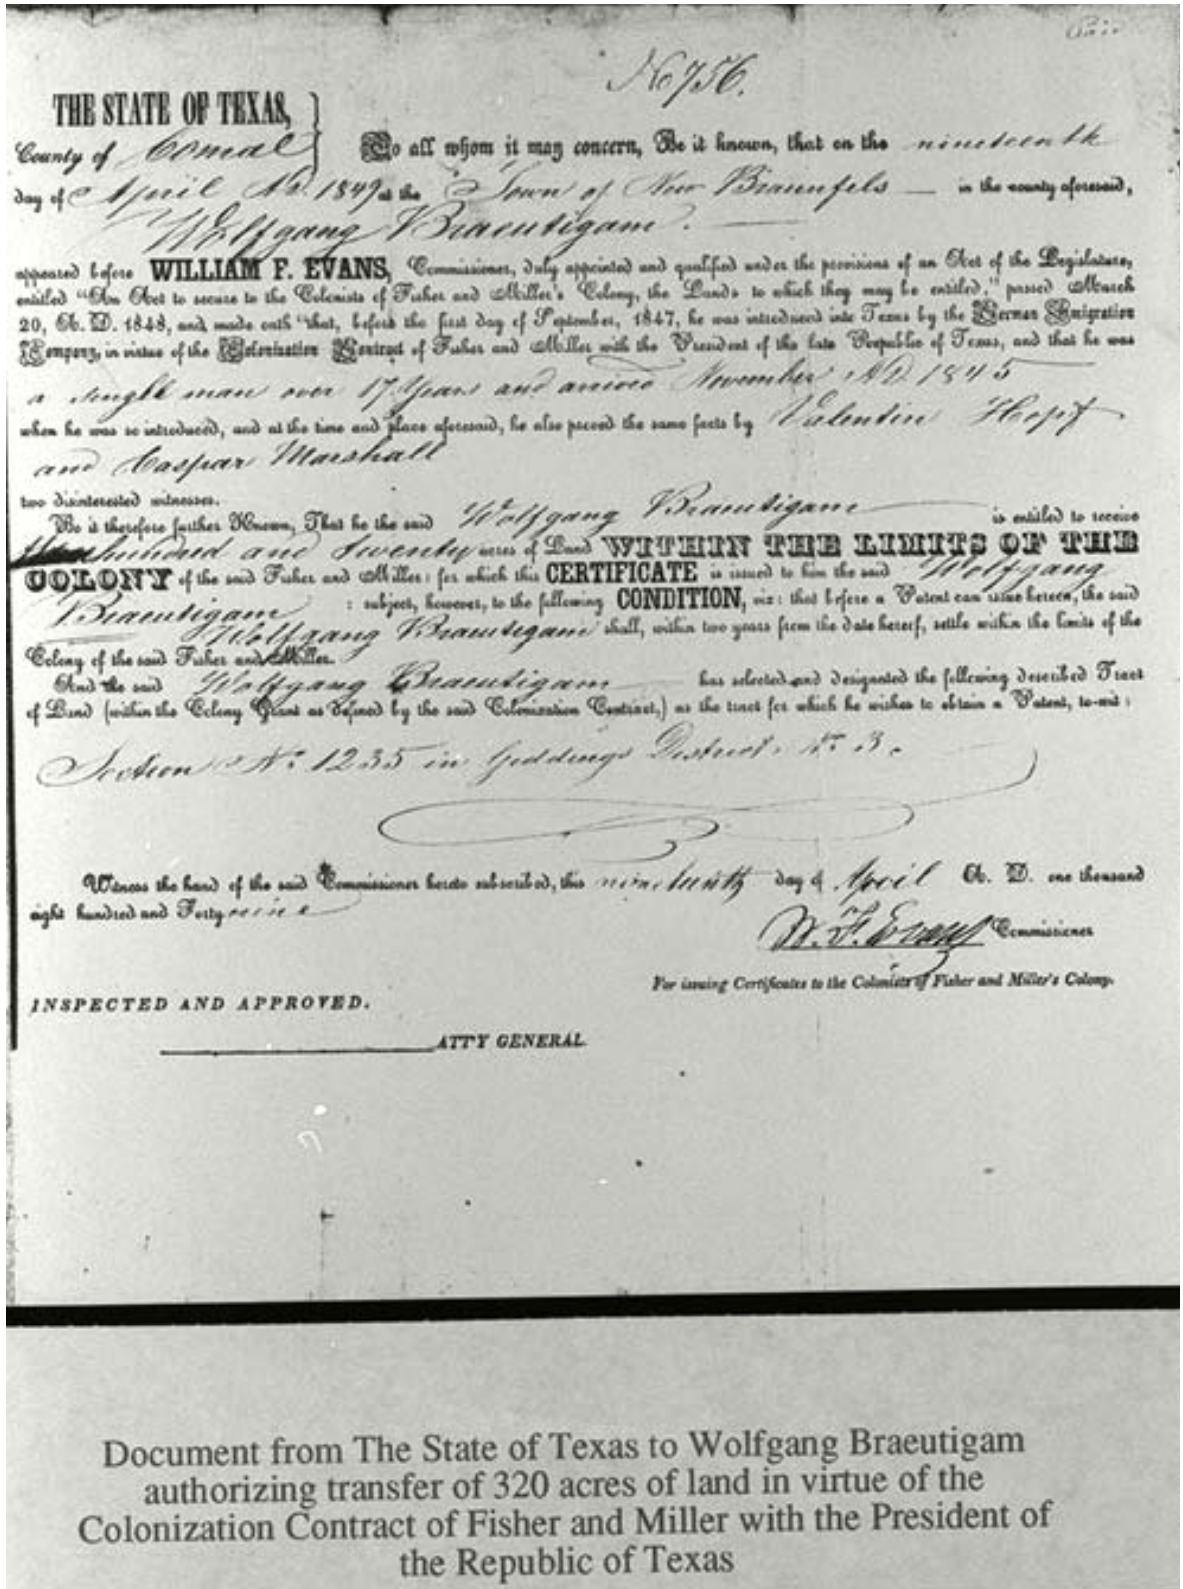 No 756.
THE STATE OF TEXAS,
County of Comal To all whom it may concern, Be it known, that on the nineteenth
day of April A.D. 1849 at the Town of New Braunfels in the county aforesaid,
Wolfgang Braeutigam.
appeared before WILLIAM F. EVANS, Commissioner, duly appointed and qualified under the provisions of an Act of the Legislature,
entitled "An Act to secure to the Colonists of Fisher and Miller's Colony, the Lands to which they may be entitled," passed March
20, A. D. 1848, and made oath "that, before the first day of September, 1847, he was introduced into Texas by the German Emigration
Company, in virtue of the Colonization Contract of Fisher and Miller with the President of the late Republic of Texas, and that he was
a single man over 17 Years and arrived November A.D. 1845
when he was so introduced, and at the time and place aforesaid, he also proved the same facts by Valentin Hopf
and Caspar Marshall
two disinterested witnesses.
Be it therefore further Known, That he the said Wolfgang Braeutigam is entitled to receive
hundred and twenty acres of Land WITHIN THE LIMITS OF THE
COLONY of the said Fisher and Miller: for which this CERTIFICATE is issued to him the said Wolfgang
Braeutigam : subject, however, to the following CONDITION, viz: that before a Patent can issue hereon, the said
Wolfgang Braeutigam shall, within two years from the date hereof, settle within the limits of the
Colony of the said Fisher and Miller.
And the said Wolfgang Braeutigam has selected and designated the following described Tract
of Land (within the Colony Grant as defined by the said Colonization Contract,) as the tract for which he wishes to obtain a Patent, to-wit:
Section No. 1235 in Giddings District No. 3.
Witness the hand of the said Commissioner hereto subscribed, this nineteenth day of April A. D. one thousand
eight hundred and Forty nine
W. F. Evans Commissioner
For issuing Certificates to the Colonists of Fisher and Miller's Colony.
INSPECTED AND APPROVED.
ATT'Y GENERAL
Document from The State of Texas to Wolfgang Braeutigam
authorizing transfer of 320 acres of land in virtue of the
Colonization Contract of Fisher and Miller with the President of
the Republic of Texas